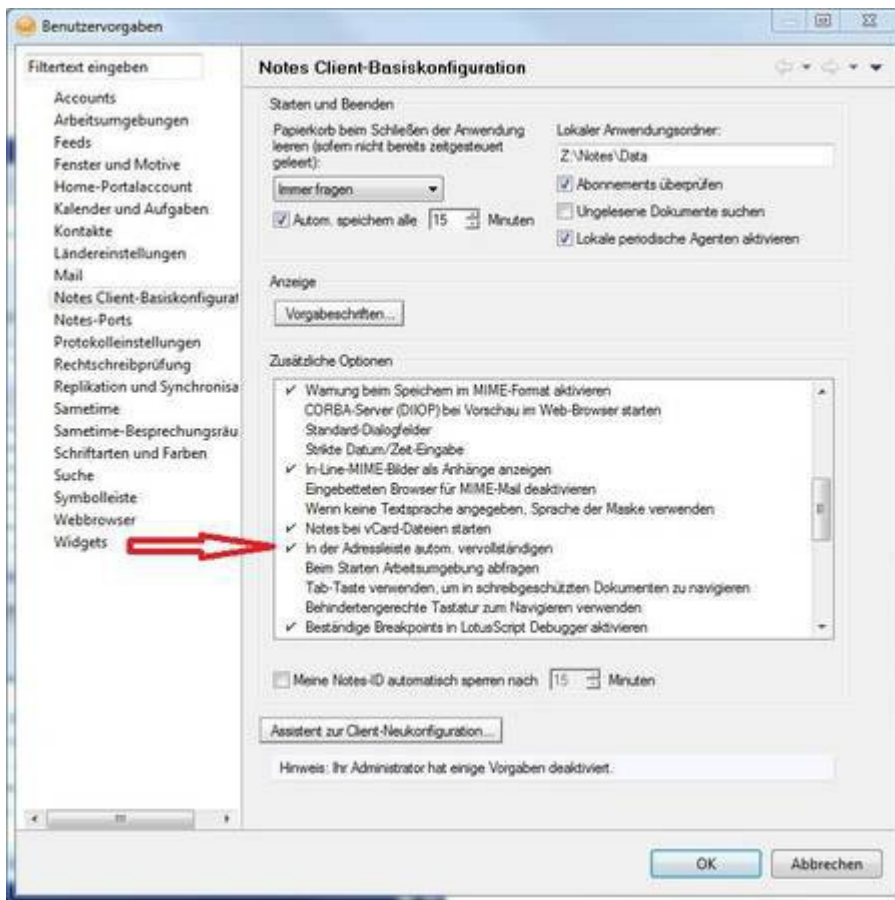 Benutzervorgaben
Filtertext eingeben
Accounts
Arbeitsumgebungen
Feeds
Fenster und Motive
Home-Portalaccount
Kalender und Aufgaben
Kontakte
Ländereinstellungen
Mail
Notes Client-Basiskonfigurat
Notes-Ports
Protokolleinstellungen
Rechtschreibprüfung
Replikation und Synchronisa
Sametime
Sametime-Besprechungsräu
Schriftarten und Farben
Suche
Symbolleiste
Webbrowser
Widgets
Notes Client-Basiskonfiguration
Starten und Beenden
Papierkorb beim Schließen der Anwendung
leeren (sofern nicht bereits zeitgesteuert
geleert):
Immer fragen
Autom. speichern alle 15 Minuten
Lokaler Anwendungsordner:
Z:\Notes\Data
Abonnements überprüfen
Ungelesene Dokumente suchen
Lokale periodische Agenten aktivieren
Anzeige
Vorgabeschriften...
Zusätzliche Optionen
Warnung beim Speichern im MIME-Format aktivieren
CORBA-Server (DIIOP) bei Vorschau im Web-Browser starten
Standard-Dialogfelder
Strikte Datum/Zeit-Eingabe
In-Line-MIME-Bilder als Anhänge anzeigen
Eingebetteten Browser für MIME-Mail deaktivieren
Wenn keine Textsprache angegeben, Sprache der Maske verwenden
Notes bei vCard-Dateien starten
In der Adressleiste autom. vervollständigen
Beim Starten Arbeitsumgebung abfragen
Tab-Taste verwenden, um in schreibgeschützten Dokumenten zu navigieren
Behindertengerechte Tastatur zum Navigieren verwenden
Beständige Breakpoints in LotusScript Debugger aktivieren
Meine Notes-ID automatisch sperren nach 15 Minuten
Assistent zur Client-Neukonfiguration...
Hinweis: Ihr Administrator hat einige Vorgaben deaktiviert.
OK
Abbrechen